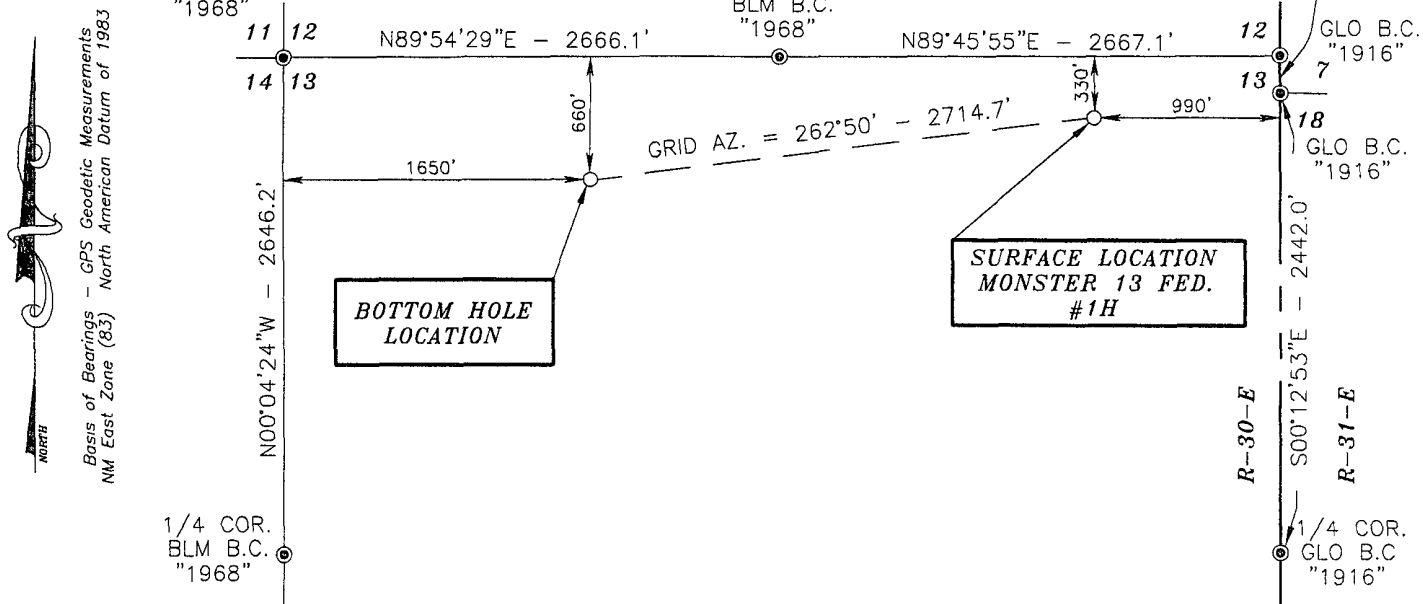 "1968"
BLM B.C.
"1968"
11 12
N89°54'29"E – 2666.1'
N89°45'55"E – 2667.1'
12
GLO B.C.
"1916"
14 13
13 7
660'
330'
990'
18
GLO B.C.
"1916"
GRID AZ. = 262°50' – 2714.7'
1650'
Basis of Bearings – GPS Geodetic Measurements
NM East Zone (83) North American Datum of 1983
NORTH
N00°04'24"W – 2646.2'
BOTTOM HOLE
LOCATION
SURFACE LOCATION
MONSTER 13 FED.
#1H
S00°12'53"E – 2442.0'
R-30-E
R-31-E
1/4 COR.
BLM B.C.
"1968"
1/4 COR.
GLO B.C
"1916"